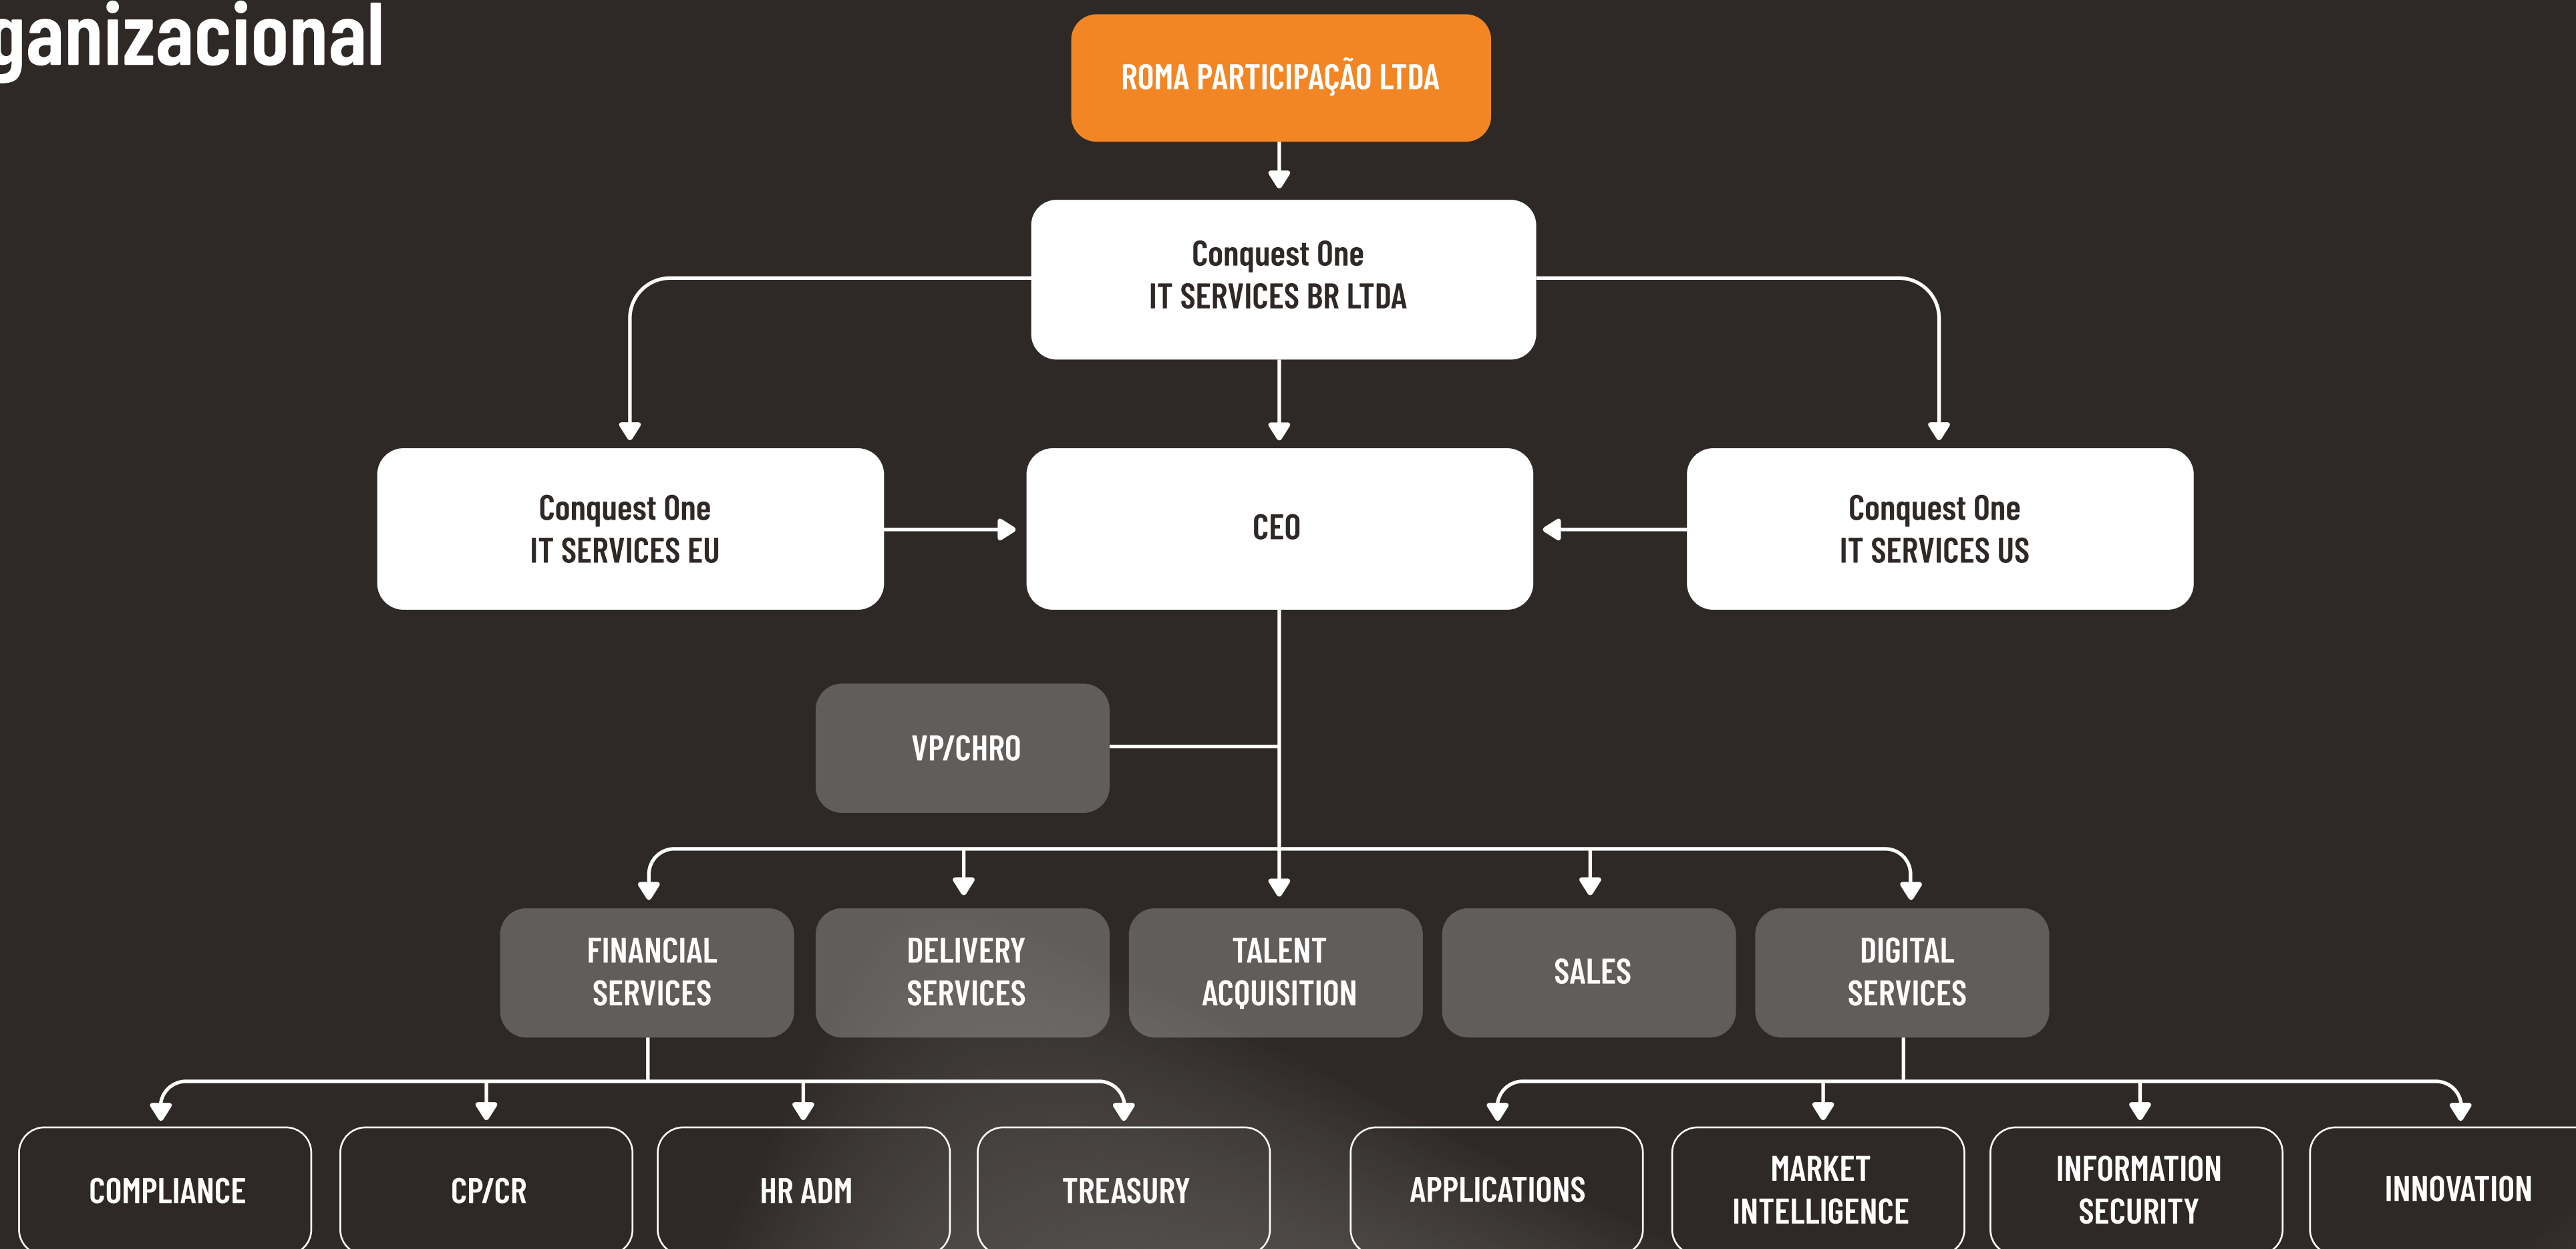 ganizacional
ROMA PARTICIPAÇÃO LTDA
Conquest One
IT SERVICES BR LTDA
Conquest One
IT SERVICES EU
CEO
Conquest One
IT SERVICES US
VP/CHRO
FINANCIAL
SERVICES
DELIVERY
SERVICES
TALENT
ACQUISITION
SALES
DIGITAL
SERVICES
COMPLIANCE
CP/CR
HR ADM
TREASURY
APPLICATIONS
MARKET
INTELLIGENCE
INFORMATION
SECURITY
INNOVATION